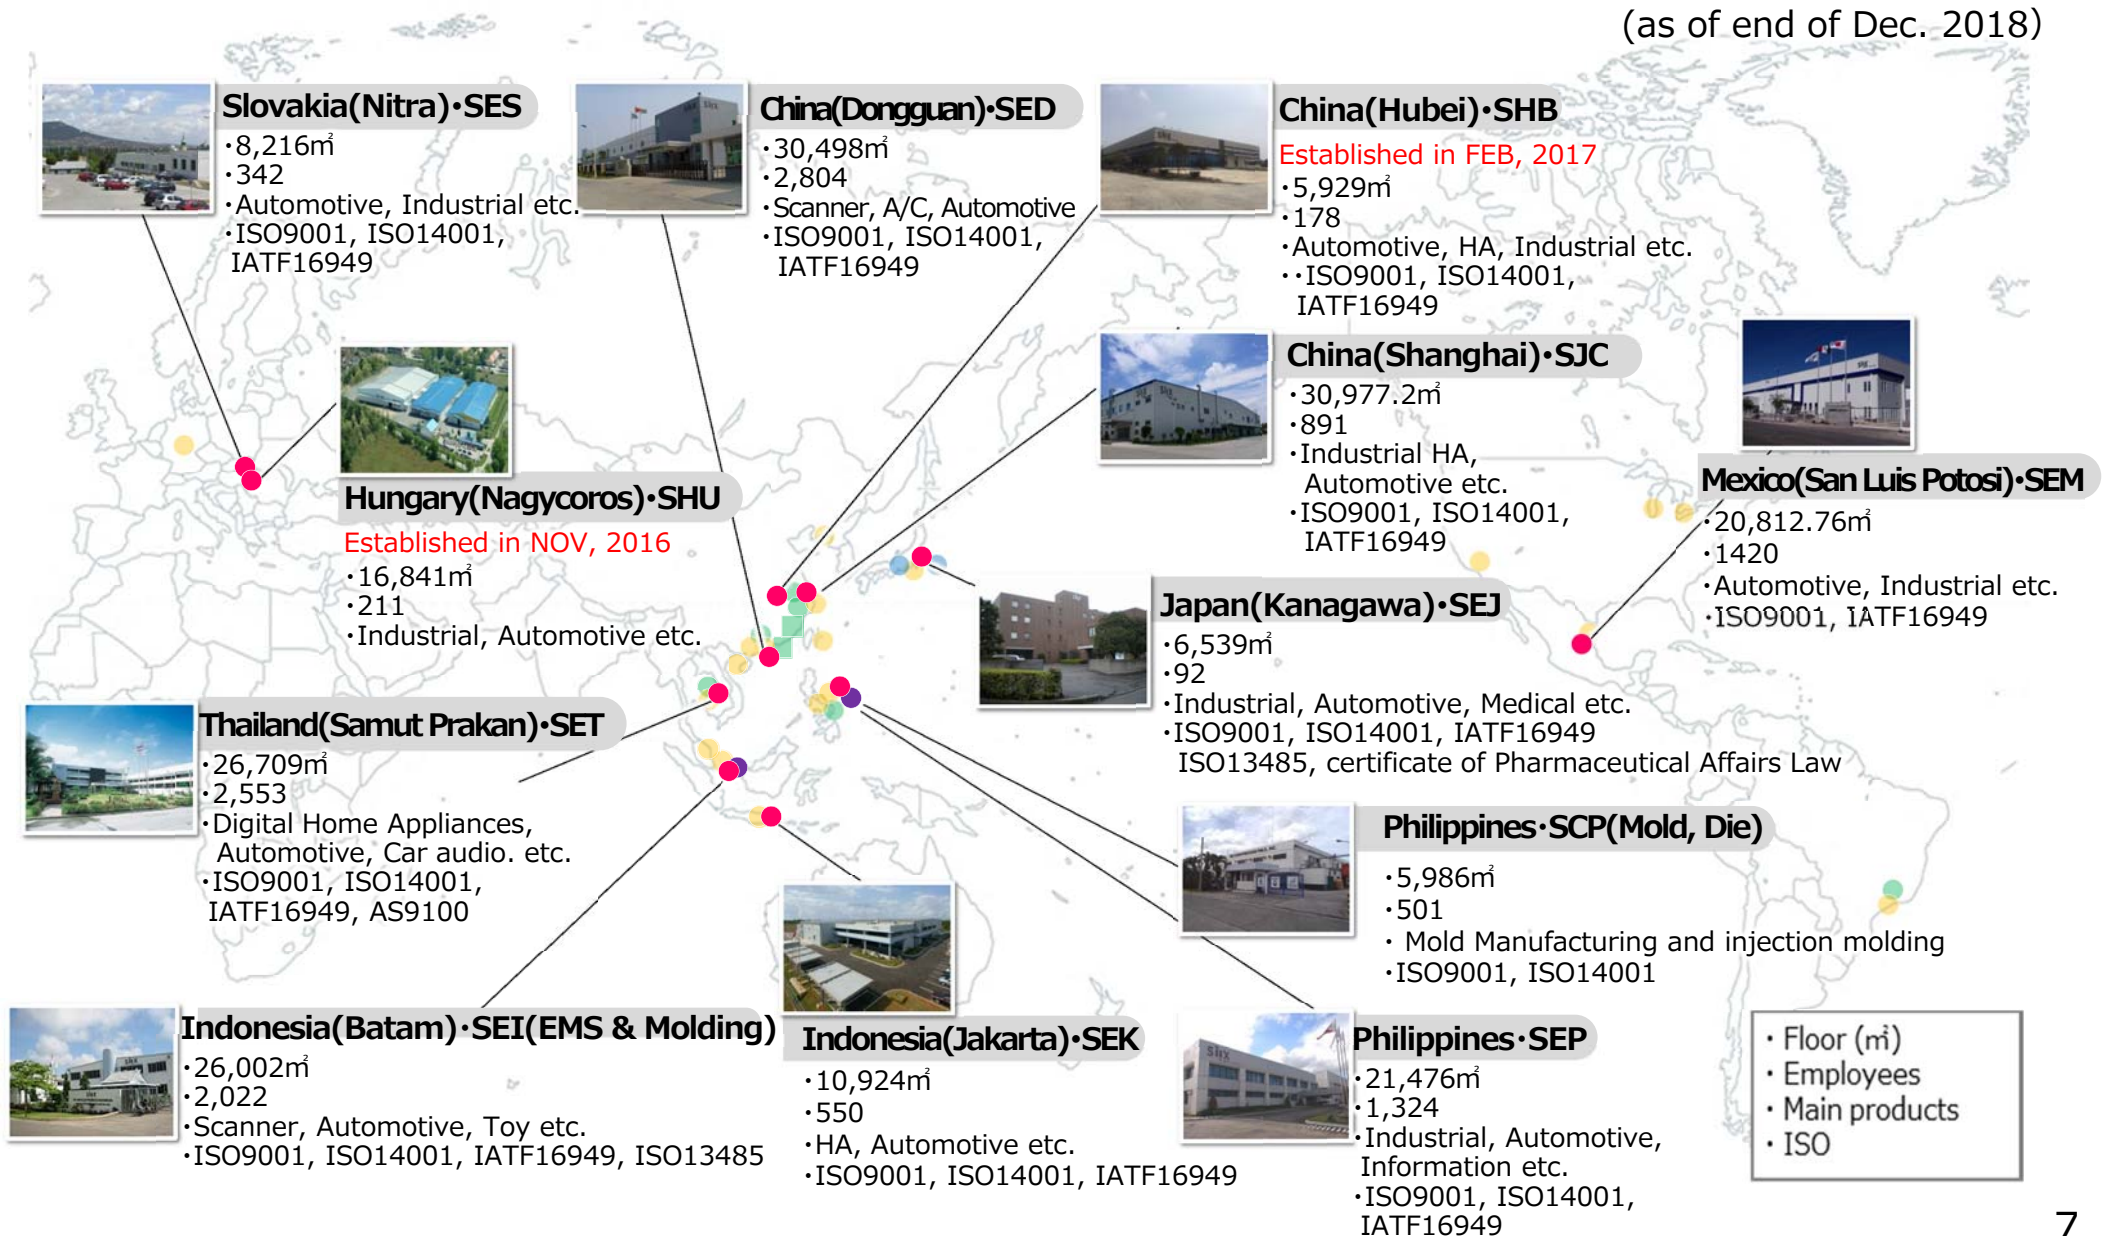 (as of end of Dec. 2018)
Slovakia(Nitra)・SES
・8,216㎡
・342
・Automotive, Industrial etc.
・ISO9001, ISO14001,
IATF16949
China(Dongguan)・SED
・30,498㎡
・2,804
・Scanner, A/C, Automotive
・ISO9001, ISO14001,
IATF16949
China(Hubei)・SHB
Established in FEB, 2017
・5,929㎡
・178
・Automotive, HA, Industrial etc.
・・ISO9001, ISO14001,
IATF16949
China(Shanghai)・SJC
・30,977.2㎡
・891
・Industrial HA,
Automotive etc.
・ISO9001, ISO14001,
IATF16949
Mexico(San Luis Potosi)・SEM
・20,812.76㎡
・1420
・Automotive, Industrial etc.
・ISO9001, IATF16949
Hungary(Nagycoros)・SHU
Established in NOV, 2016
・16,841㎡
・211
・Industrial, Automotive etc.
Japan(Kanagawa)・SEJ
・6,539㎡
・92
・Industrial, Automotive, Medical etc.
・ISO9001, ISO14001, IATF16949
ISO13485, certificate of Pharmaceutical Affairs Law
Thailand(Samut Prakan)・SET
・26,709㎡
・2,553
・Digital Home Appliances,
Automotive, Car audio. etc.
・ISO9001, ISO14001,
IATF16949, AS9100
Philippines・SCP(Mold, Die)
・5,986㎡
・501
・ Mold Manufacturing and injection molding
・ISO9001, ISO14001
Indonesia(Batam)・SEI(EMS & Molding)
・26,002㎡
・2,022
・Scanner, Automotive, Toy etc.
・ISO9001, ISO14001, IATF16949, ISO13485
Indonesia(Jakarta)・SEK
・10,924㎡
・550
・HA, Automotive etc.
・ISO9001, ISO14001, IATF16949
Philippines・SEP
・21,476㎡
・1,324
・Industrial, Automotive,
Information etc.
・ISO9001, ISO14001,
IATF16949
・ Floor (㎡)
・ Employees
・ Main products
・ ISO
7